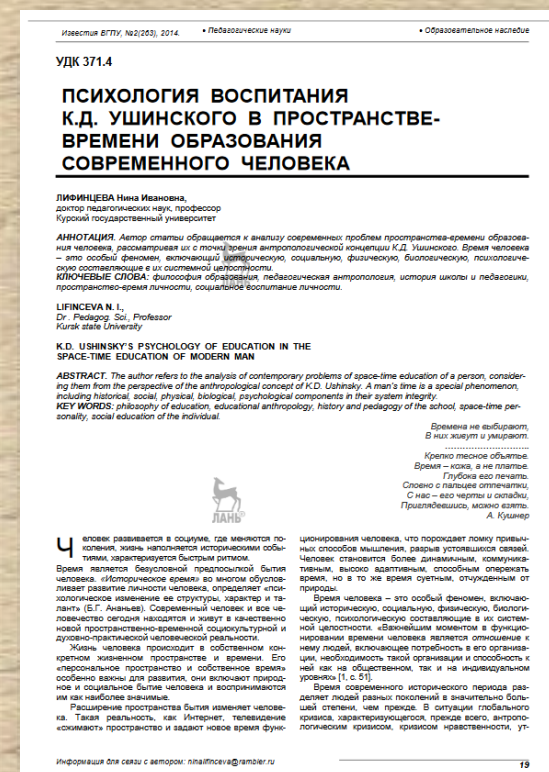 Известия ВГПУ, №2(263), 2014.
• Педагогические науки
• Образовательное наследие
УДК 371.4
ПСИХОЛОГИЯ ВОСПИТАНИЯ
К.Д. УШИНСКОГО В ПРОСТРАНСТВЕ-
ВРЕМЕНИ ОБРАЗОВАНИЯ
СОВРЕМЕННОГО ЧЕЛОВЕКА
ЛИФИНЦЕВА Нина Ивановна,
доктор педагогических наук, профессор
Курский государственный университет
АННОТАЦИЯ. Автор статьи обращается к анализу современных проблем пространства-времени образова-
ния человека, рассматривая их с точки зрения антропологической концепции К.Д. Ушинского. Время человека
– это особый феномен, включающий историческую, социальную, физическую, биологическую, психологиче-
скую составляющие в их системной целостности.
КЛЮЧЕВЫЕ СЛОВА: философия образования, педагогическая антропология, история школы и педагогики,
пространство-время личности, социальное воспитание личности.
LIFINCEVA N. I.,
Dr . Pedagog. Sci., Professor
Kursk state University
K.D. USHINSKY'S PSYCHOLOGY OF EDUCATION IN THE
SPACE-TIME EDUCATION OF MODERN MAN
ABSTRACT. The author refers to the analysis of contemporary problems of space-time education of a person, consider-
ing them from the perspective of the anthropological concept of K.D. Ushinsky. A man's time is a special phenomenon,
including historical, social, physical, biological, psychological components in their system integrity.
KEY WORDS: philosophy of education, educational anthropology, history and pedagogy of the school, space-time per-
sonality, social education of the individual.
Времена не выбирают,
В них живут и умирают.
................................
Крепко тесное объятье.
Время – кожа, а не платье.
Глубока его печать.
Словно с пальцев отпечатки,
С нас – его черты и складки,
Приглядевшись, можно взять.
А. Кушнер
ЛАНЬ
Человек развивается в социуме, где меняются по-
коления, жизнь наполняется историческими собы-
тиями, характеризуется быстрым ритмом.
Время является безусловной предпосылкой бытия
человека. «Историческое время» во многом обуслов-
ливает развитие личности человека, определяет «пси-
хологическое изменение ее структуры, характер и та-
лант» (Б.Г. Ананьев). Современный человек и все че-
ловечество сегодня находятся и живут в качественно
новой пространственно-временной социокультурной и
духовно-практической человеческой реальности.
Жизнь человека происходит в собственном кон-
кретном жизненном пространстве и времени. Его
«персональное пространство и собственное время»
особенно важны для развития, они включают природ-
ное и социальное бытие человека и воспринимаются
им как наиболее значимые.
Расширение пространства бытия изменяет челове-
ка. Такая реальность, как Интернет, телевидение
«сжимают» пространство и задают новое время функ-
ционирования человека, что порождает ломку привыч-
ных способов мышления, разрыв устоявшихся связей.
Человек становится более динамичным, коммуника-
тивным, высоко адаптивным, способным опережать
время, но в то же время суетным, отчужденным от
природы.
Время человека – это особый феномен, включаю-
щий историческую, социальную, физическую, биологи-
ческую, психологическую составляющие в их систем-
ной целостности. «Важнейшим моментом в функцио-
нировании времени человека является отношение к
нему людей, включающее потребность в его организа-
ции, необходимость такой организации и способность к
ней как на общественном, так и на индивидуальном
уровнях» [1, с. 51].
Время современного исторического периода раз-
деляет людей разных поколений в значительно боль-
шей степени, чем прежде. В ситуации глобального
кризиса, характеризующегося, прежде всего, антропо-
логическим кризисом, кризисом нравственности, ут-
Информация для связи с автором: ninalifinceva@rambler.ru
19